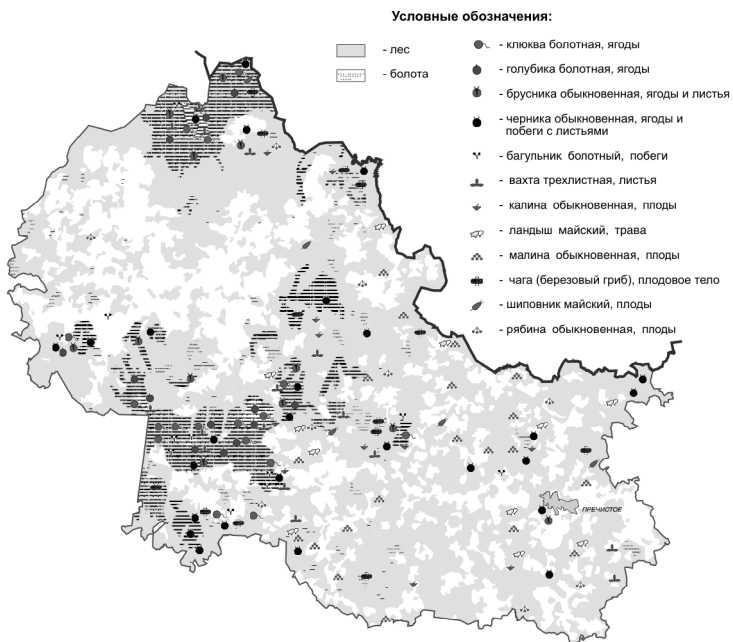 Условные обозначения:
- лес
- болота
- клюква болотная, ягоды
- голубика болотная, ягоды
- брусника обыкновенная, ягоды и листья
- черника обыкновенная, ягоды и
побеги с листьями
- багульник болотный, побеги
- вахта трехлистная, листья
- калина обыкновенная, плоды
- ландыш майский, трава
- малина обыкновенная, плоды
- чага (березовый гриб), плодовое тело
- шиповник майский, плоды
- рябина обыкновенная, плоды
ПРЕЧИСТОЕ